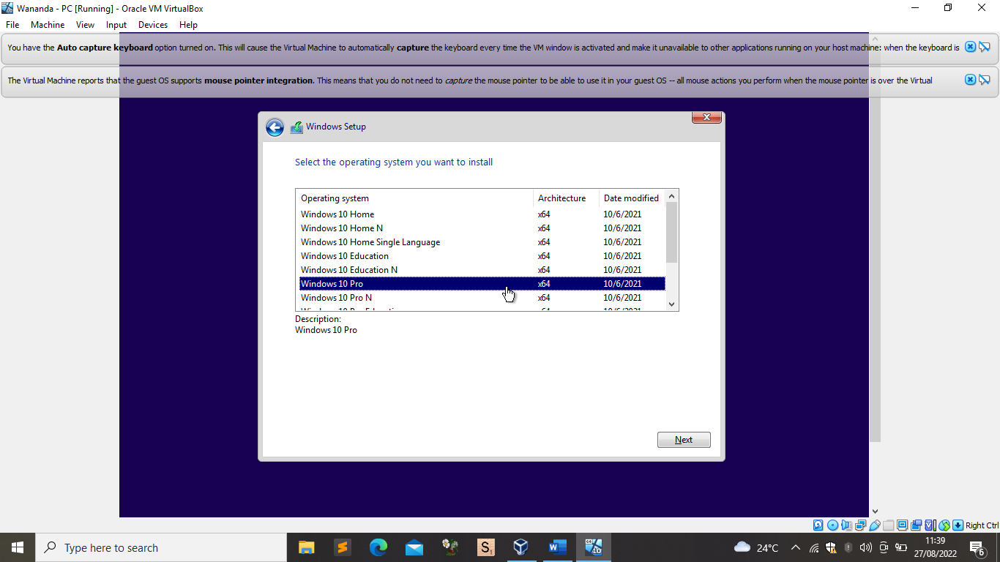 Wananda - PC [Running] - Oracle VM VirtualBox
File Machine View Input Devices Help
You have the Auto capture keyboard option turned on. This will cause the Virtual Machine to automatically capture the keyboard every time the VM window is activated and make it unavailable to other applications running on your host machine: when the keyboard is
The Virtual Machine reports that the guest OS supports mouse pointer integration. This means that you do not need to capture the mouse pointer to be able to use it in your guest OS -- all mouse actions you perform when the mouse pointer is over the Virtual
Windows Setup
Select the operating system you want to install
Operating system Architecture Date modified
Windows 10 Home x64 10/6/2021
Windows 10 Home N x64 10/6/2021
Windows 10 Home Single Language x64 10/6/2021
Windows 10 Education x64 10/6/2021
Windows 10 Education N x64 10/6/2021
Windows 10 Pro x64 10/6/2021
Windows 10 Pro N x64 10/6/2021
Description:
Windows 10 Pro
Next
Right Ctrl
Type here to search
24°C
11:39
27/08/2022
6